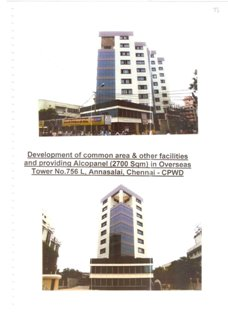 Development of common area & other facilities
and providing Alcopanel (2700 Sqm) in Overseas
Tower No.756 L, Annasalai, Chennai - CPWD